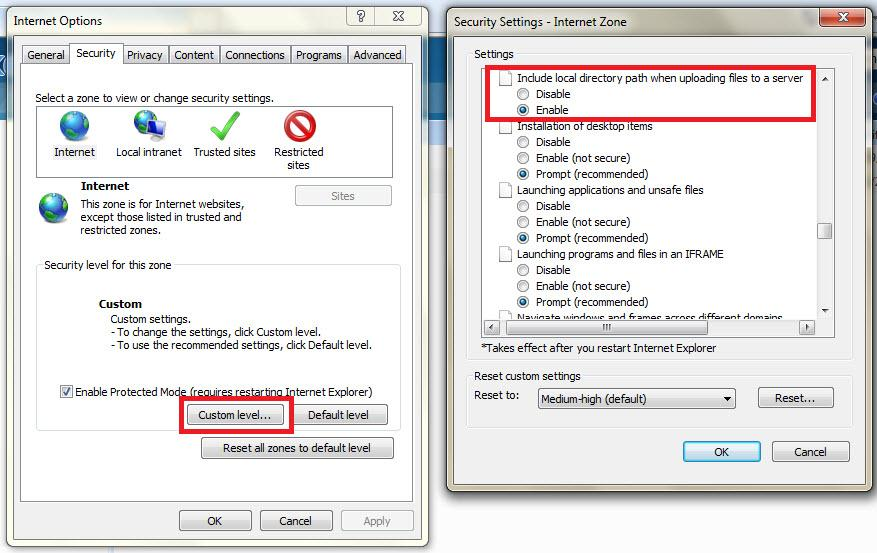 Internet Options
General
Security
Privacy
Content
Connections
Programs
Advanced
Select a zone to view or change security settings.
Internet
Local intranet
Trusted sites
Restricted
sites
Internet
Sites
This zone is for Internet websites,
except those listed in trusted and
restricted zones.
Security level for this zone
Custom
Custom settings.
- To change the settings, click Custom level.
- To use the recommended settings, click Default level.
Enable Protected Mode (requires restarting Internet Explorer)
Custom level...
Default level
Reset all zones to default level
OK
Cancel
Apply
Security Settings - Internet Zone
Settings
Include local directory path when uploading files to a server
Disable
Enable
Installation of desktop items
Disable
Enable (not secure)
Prompt (recommended)
Launching applications and unsafe files
Disable
Enable (not secure)
Prompt (recommended)
Launching programs and files in an IFRAME
Disable
Enable (not secure)
Prompt (recommended)
Navigate windows and frames across different domains
*Takes effect after you restart Internet Explorer
Reset custom settings
Reset to:
Medium-high (default)
Reset...
OK
Cancel